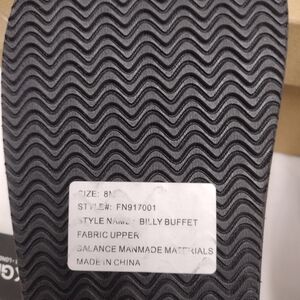 SIZE: 8M
STYLE#: FN917001
STYLE NAME: BILLY BUFFET
FABRIC UPPER
BALANCE MANMADE MATERIALS
MADE IN CHINA